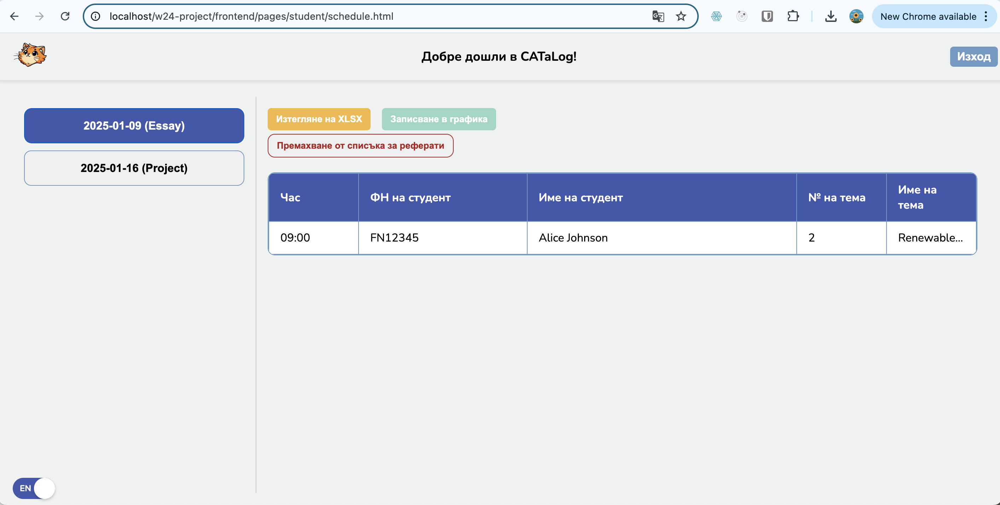 localhost/w24-project/frontend/pages/student/schedule.html
New Chrome available
Добре дошли в CATaLog!
Изход
2025-01-09 (Essay)
2025-01-16 (Project)
Изтегляне на XLSX
Записване в графика
Премахване от списъка за реферати
Час
ФН на студент
Име на студент
№ на тема
Име на
тема
09:00
FN12345
Alice Johnson
2
Renewable...
EN